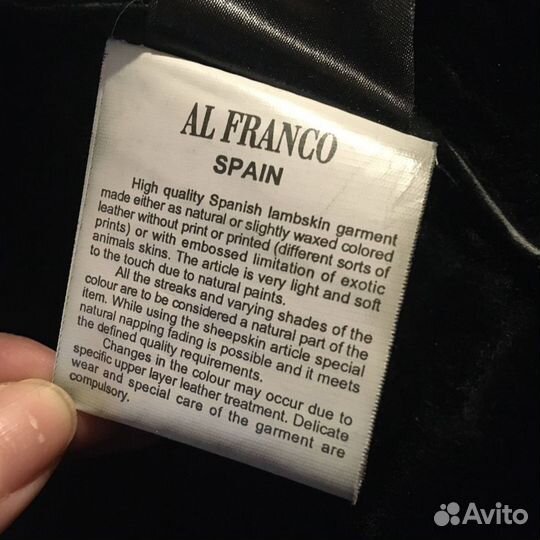 AL FRANCO
SPAIN
High quality Spanish lambskin garment
made either as natural or slightly waxed colored
leather without print or printed (different sorts of
prints) or with embossed limitation of exotic
animals skins. The article is very light and soft
to the touch due to natural paints.
All the streaks and varying shades of the
colour are to be considered a natural part of the
item. While using the sheepskin article special
natural napping fading is possible and it meets
the defined quality requirements.
Changes in the colour may occur due to
specific upper layer leather treatment. Delicate
wear and special care of the garment are
compulsory.
Avito